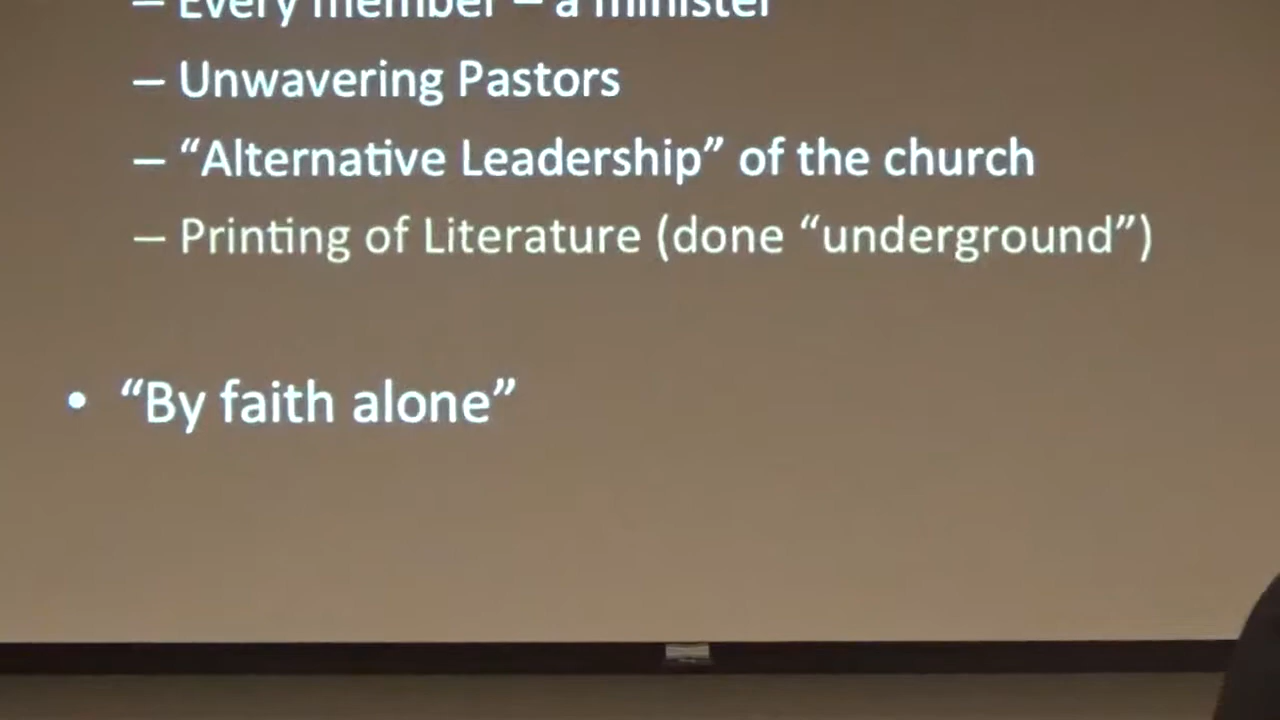 – Every member – a minister
– Unwavering Pastors
– “Alternative Leadership” of the church
– Printing of Literature (done “underground”)
• “By faith alone”